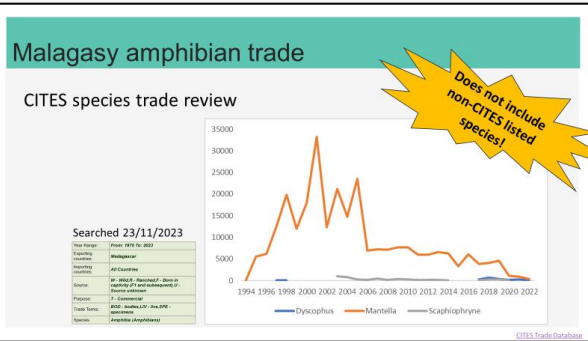 Malagasy amphibian trade
Does not include
non-CITES listed
species!
CITES species trade review
35000
30000
25000
20000
15000
10000
5000
0
1994 1996 1998 2000 2002 2004 2006 2008 2010 2012 2014 2016 2018 2020 2022
Dyscophus Mantella Scaphiophryne
Searched 23/11/2023
Year Range: From: 1975 To: 2023
Exporting countries: Madagascar
Importing countries: All Countries
Source: W - Wild,R - Ranched,F - Born in
captivity (F1 and subsequent),U -
Source unknown
Purpose: T - Commercial
Trade Terms: BOD - bodies,LIV - live,SPE -
specimens
Species: Amphibia (Amphibians)
CITES Trade Database